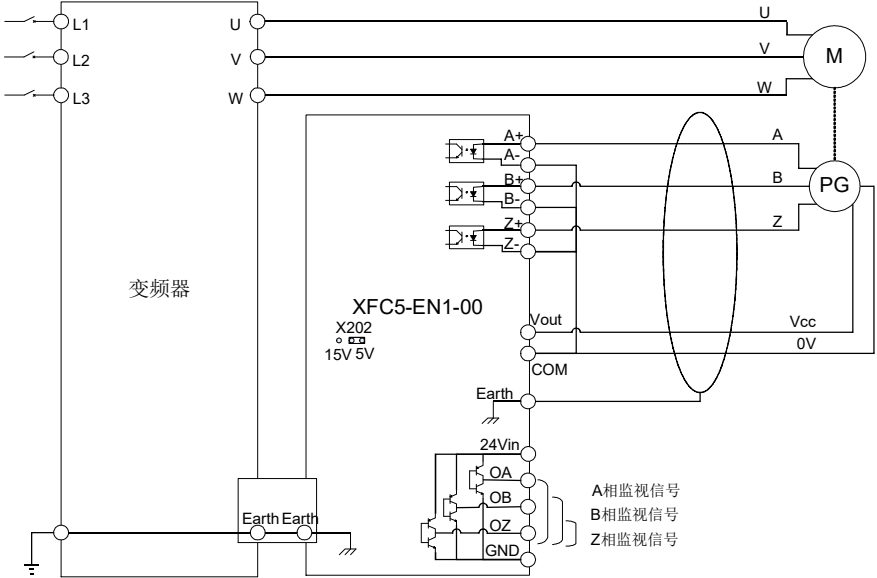 L1
U
U
L2
V
V
M
L3
W
W
A+
A
A-
B+
B
PG
B-
Z+
Z
Z-
变频器
XFC5-EN1-00
X202
15V 5V
Vout
Vcc
0V
COM
Earth
24Vin
OA
A相监视信号
OB
B相监视信号
OZ
Z相监视信号
GND
Earth Earth